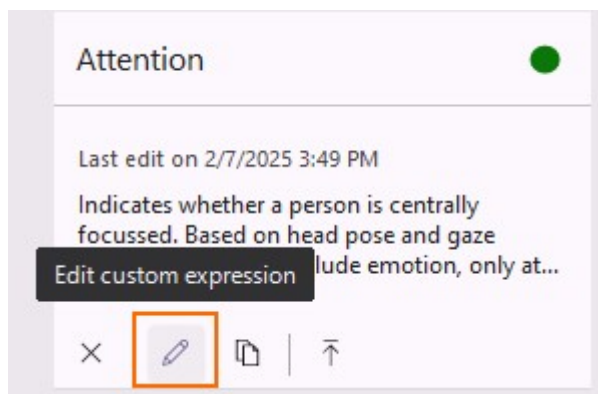 Attention
Last edit on 2/7/2025 3:49 PM
Indicates whether a person is centrally
focussed. Based on head pose and gaze
Edit custom expression
lude emotion, only at...